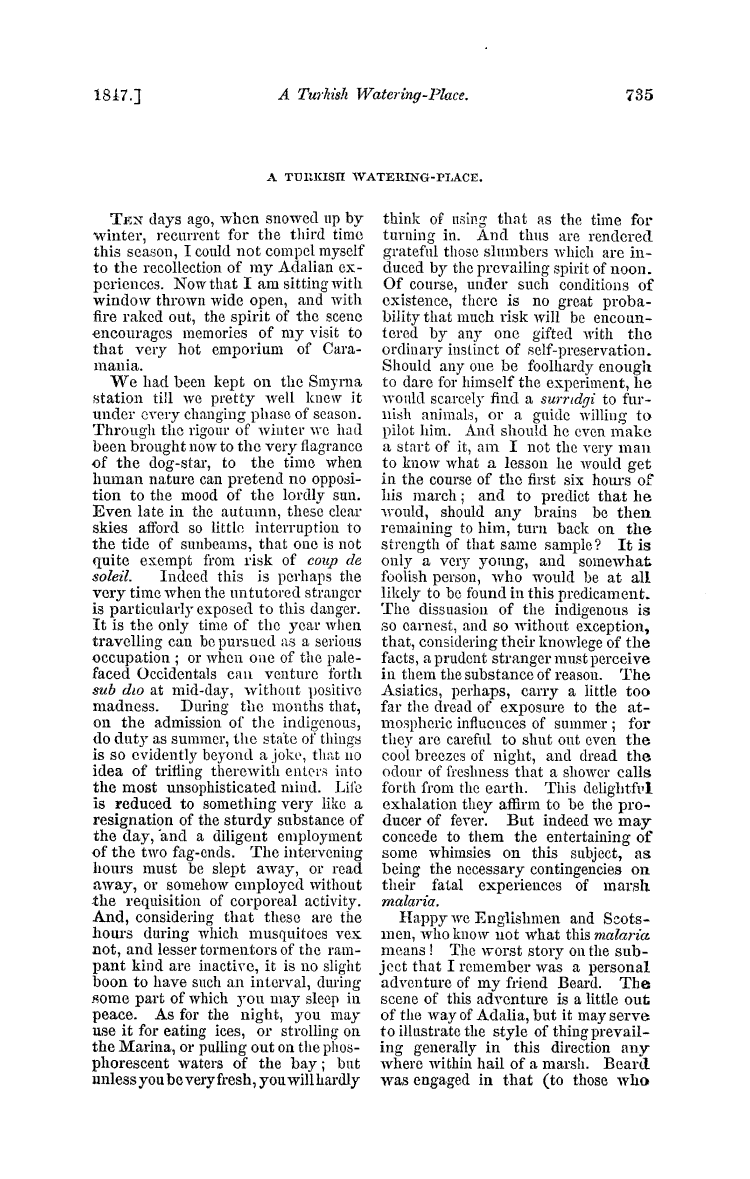 1847.] A Turkish Watering-Place. 735
A TURKISH WATERING-PLACE.
TEN days ago, when snowed up by
winter, recurrent for the third time
this season, I could not compel myself
to the recollection of my Adalian ex-
periences. Now that I am sitting with
window thrown wide open, and with
fire raked out, the spirit of the scene
encourages memories of my visit to
that very hot emporium of Cara-
mania.
We had been kept on the Smyrna
station till we pretty well knew it
under every changing phase of season.
Through the rigour of winter we had
been brought now to the very flagrance
of the dog-star, to the time when
human nature can pretend no opposi-
tion to the mood of the lordly sun.
Even late in the autumn, these clear
skies afford so little interruption to
the tide of sunbeams, that one is not
quite exempt from risk of coup de
soleil. Indeed this is perhaps the
very time when the untutored stranger
is particularly exposed to this danger.
It is the only time of the year when
travelling can be pursued as a serious
occupation; or when one of the pale-
faced Occidentals can venture forth
sub dio at mid-day, without positive
madness. During the months that,
on the admission of the indigenous,
do duty as summer, the state of things
is so evidently beyond a joke, that no
idea of trifling therewith enters into
the most unsophisticated mind. Life
is reduced to something very like a
resignation of the sturdy substance of
the day, and a diligent employment
of the two fag-ends. The intervening
hours must be slept away, or read
away, or somehow employed without
the requisition of corporeal activity.
And, considering that these are the
hours during which musquitoes vex
not, and lesser tormentors of the ram-
pant kind are inactive, it is no slight
boon to have such an interval, during
some part of which you may sleep in
peace. As for the night, you may
use it for eating ices, or strolling on
the Marina, or pulling out on the phos-
phorescent waters of the bay; but
unless you be very fresh, you will hardly
think of using that as the time for
turning in. And thus are rendered
grateful those slumbers which are in-
duced by the prevailing spirit of noon.
Of course, under such conditions of
existence, there is no great proba-
bility that much risk will be encoun-
tered by any one gifted with the
ordinary instinct of self-preservation.
Should any one be foolhardy enough
to dare for himself the experiment, he
would scarcely find a surridgi to fur-
nish animals, or a guide willing to
pilot him. And should he even make
a start of it, am I not the very man
to know what a lesson he would get
in the course of the first six hours of
his march; and to predict that he
would, should any brains be then
remaining to him, turn back on the
strength of that same sample? It is
only a very young, and somewhat
foolish person, who would be at all
likely to be found in this predicament.
The dissuasion of the indigenous is
so earnest, and so without exception,
that, considering their knowlege of the
facts, a prudent stranger must perceive
in them the substance of reason. The
Asiatics, perhaps, carry a little too
far the dread of exposure to the at-
mospheric influences of summer; for
they are careful to shut out even the
cool breezes of night, and dread the
odour of freshness that a shower calls
forth from the earth. This delightful
exhalation they affirm to be the pro-
ducer of fever. But indeed we may
concede to them the entertaining of
some whimsies on this subject, as
being the necessary contingencies on
their fatal experiences of marsh
malaria.
Happy we Englishmen and Scots-
men, who know not what this malaria
means! The worst story on the sub-
ject that I remember was a personal
adventure of my friend Beard. The
scene of this adventure is a little out
of the way of Adalia, but it may serve
to illustrate the style of thing prevail-
ing generally in this direction any
where within hail of a marsh. Beard
was engaged in that (to those who